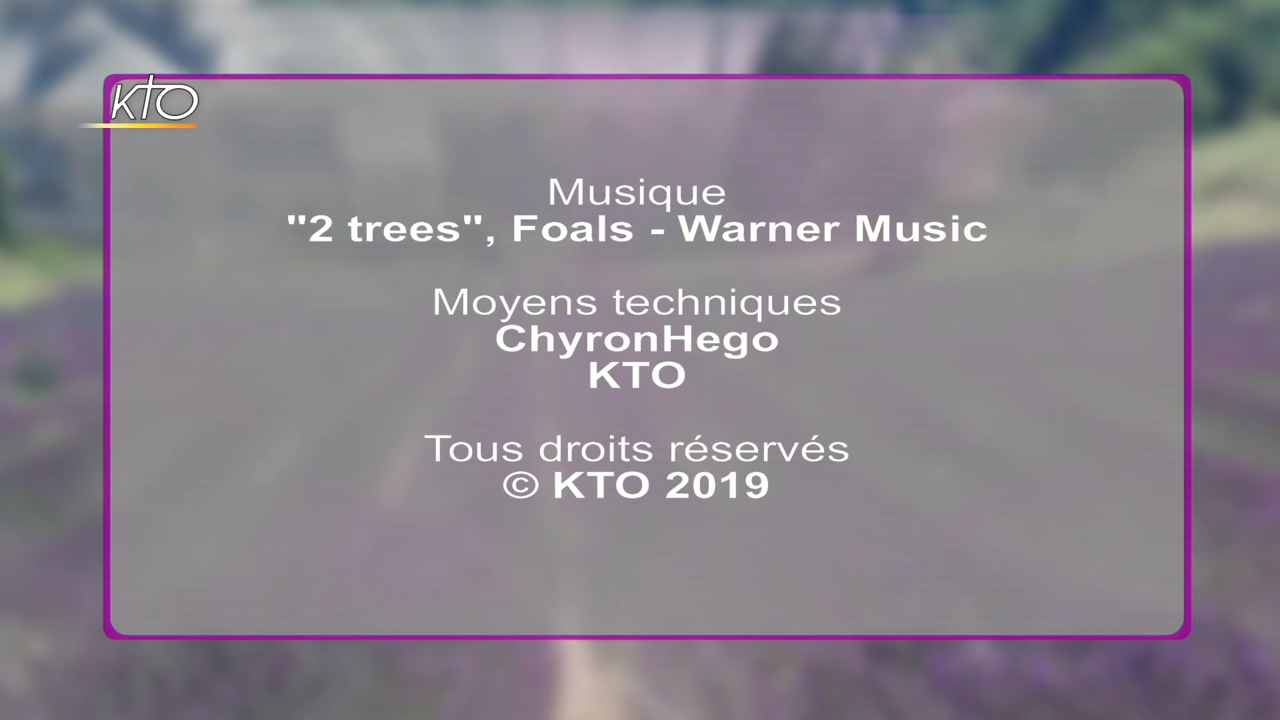 KTO
Musique
"2 trees", Foals - Warner Music
Moyens techniques
ChyronHego
KTO
Tous droits réservés
© KTO 2019